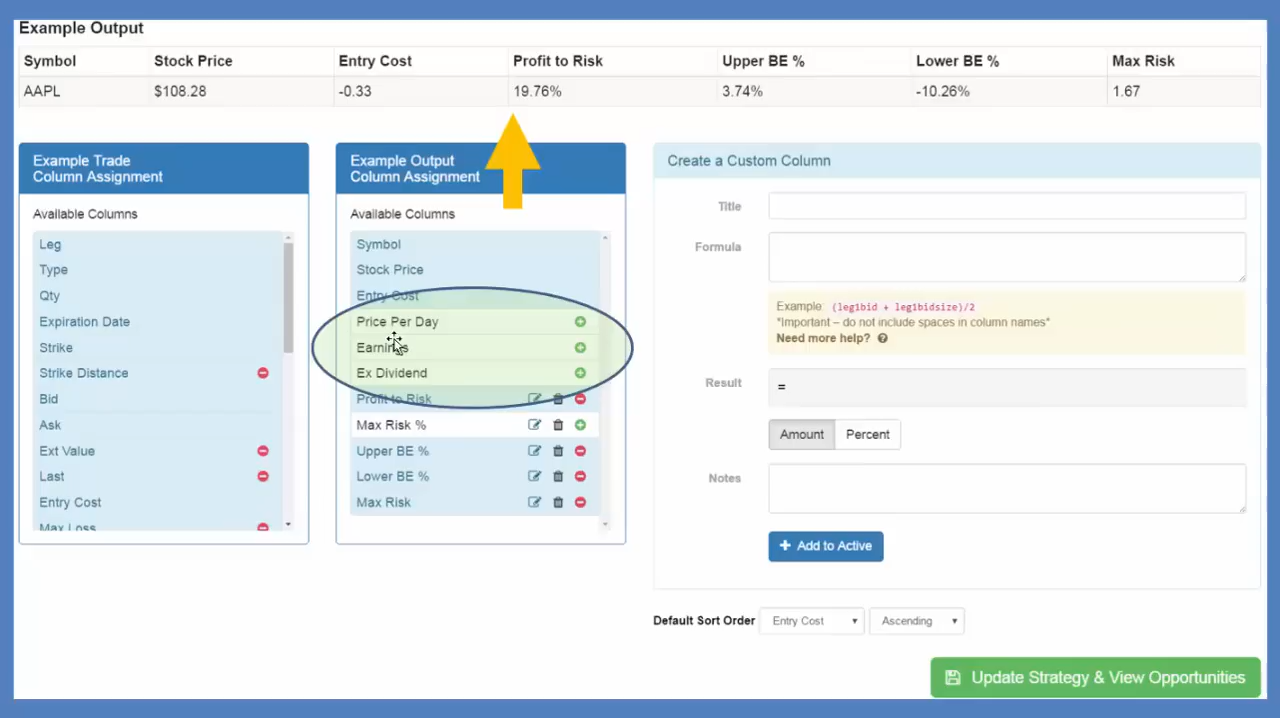 Example Output
Symbol Stock Price Entry Cost Profit to Risk Upper BE % Lower BE % Max Risk
AAPL $108.28 -0.33 19.76% 3.74% -10.26% 1.67
Example Trade
Column Assignment
Available Columns
Leg
Type
Qty
Expiration Date
Strike
Strike Distance
Bid
Ask
Ext Value
Last
Entry Cost
Max Loss
Example Output
Column Assignment
Available Columns
Symbol
Stock Price
Entry Cost
Price Per Day
Earnings
Ex Dividend
Profit to Risk
Max Risk %
Upper BE %
Lower BE %
Max Risk
Create a Custom Column
Title
Formula
Example (leg1bid + leg1bidsize)/2
*Important – do not include spaces in column names*
Need more help?
Result =
Amount Percent
Notes
+ Add to Active
Default Sort Order Entry Cost Ascending
Update Strategy & View Opportunities